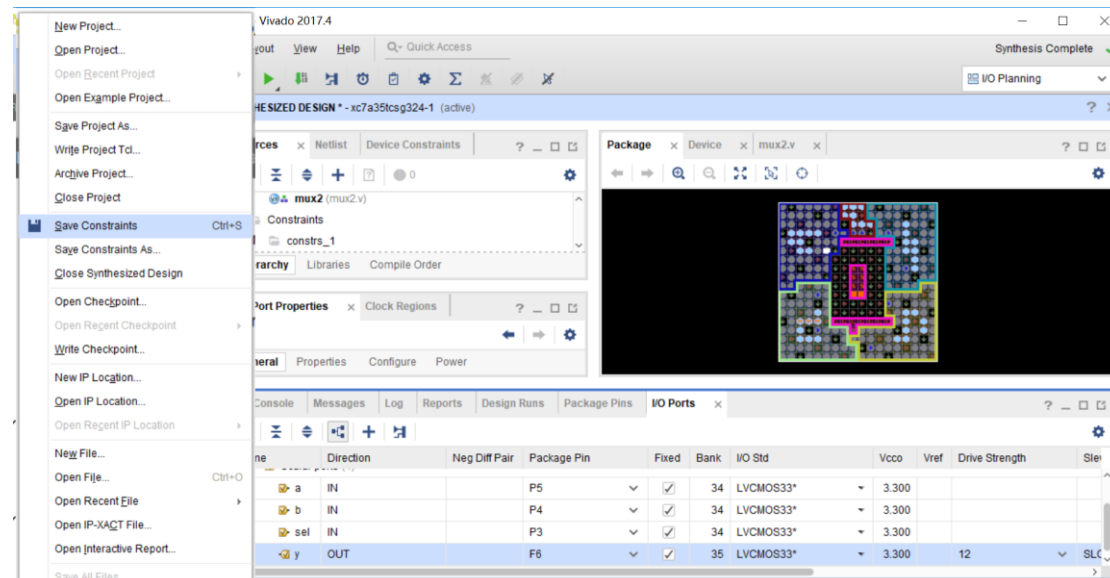 Vivado 2017.4
New Project...
Open Project...
Open Recent Project
Open Example Project...
Save Project As...
Write Project Tcl...
Archive Project...
Close Project
Save Constraints Ctrl+S
Save Constraints As...
Close Synthesized Design
Open Checkpoint...
Open Recent Checkpoint
Write Checkpoint...
New IP Location...
Open IP Location...
Open Recent IP Location
New File...
Open File... Ctrl+O
Open Recent File
Open IP-XACT File...
Open Interactive Report...
Save All Files
yout View Help Quick Access Synthesis Complete
I/O Planning
HESIZED DESIGN * - xc7a35tcsg324-1 (active) ?
rces Netlist Device Constraints ?
0
mux2 (mux2.v)
Constraints
constrs_1
rarchy Libraries Compile Order
Port Properties Clock Regions ?
neral Properties Configure Power
Package Device mux2.v ?
Console Messages Log Reports Design Runs Package Pins I/O Ports ?
me Direction Neg Diff Pair Package Pin Fixed Bank I/O Std Vcco Vref Drive Strength Slev
a IN P5 34 LVCMOS33* 3.300
b IN P4 34 LVCMOS33* 3.300
sel IN P3 34 LVCMOS33* 3.300
y OUT F6 35 LVCMOS33* 3.300 12 SLO